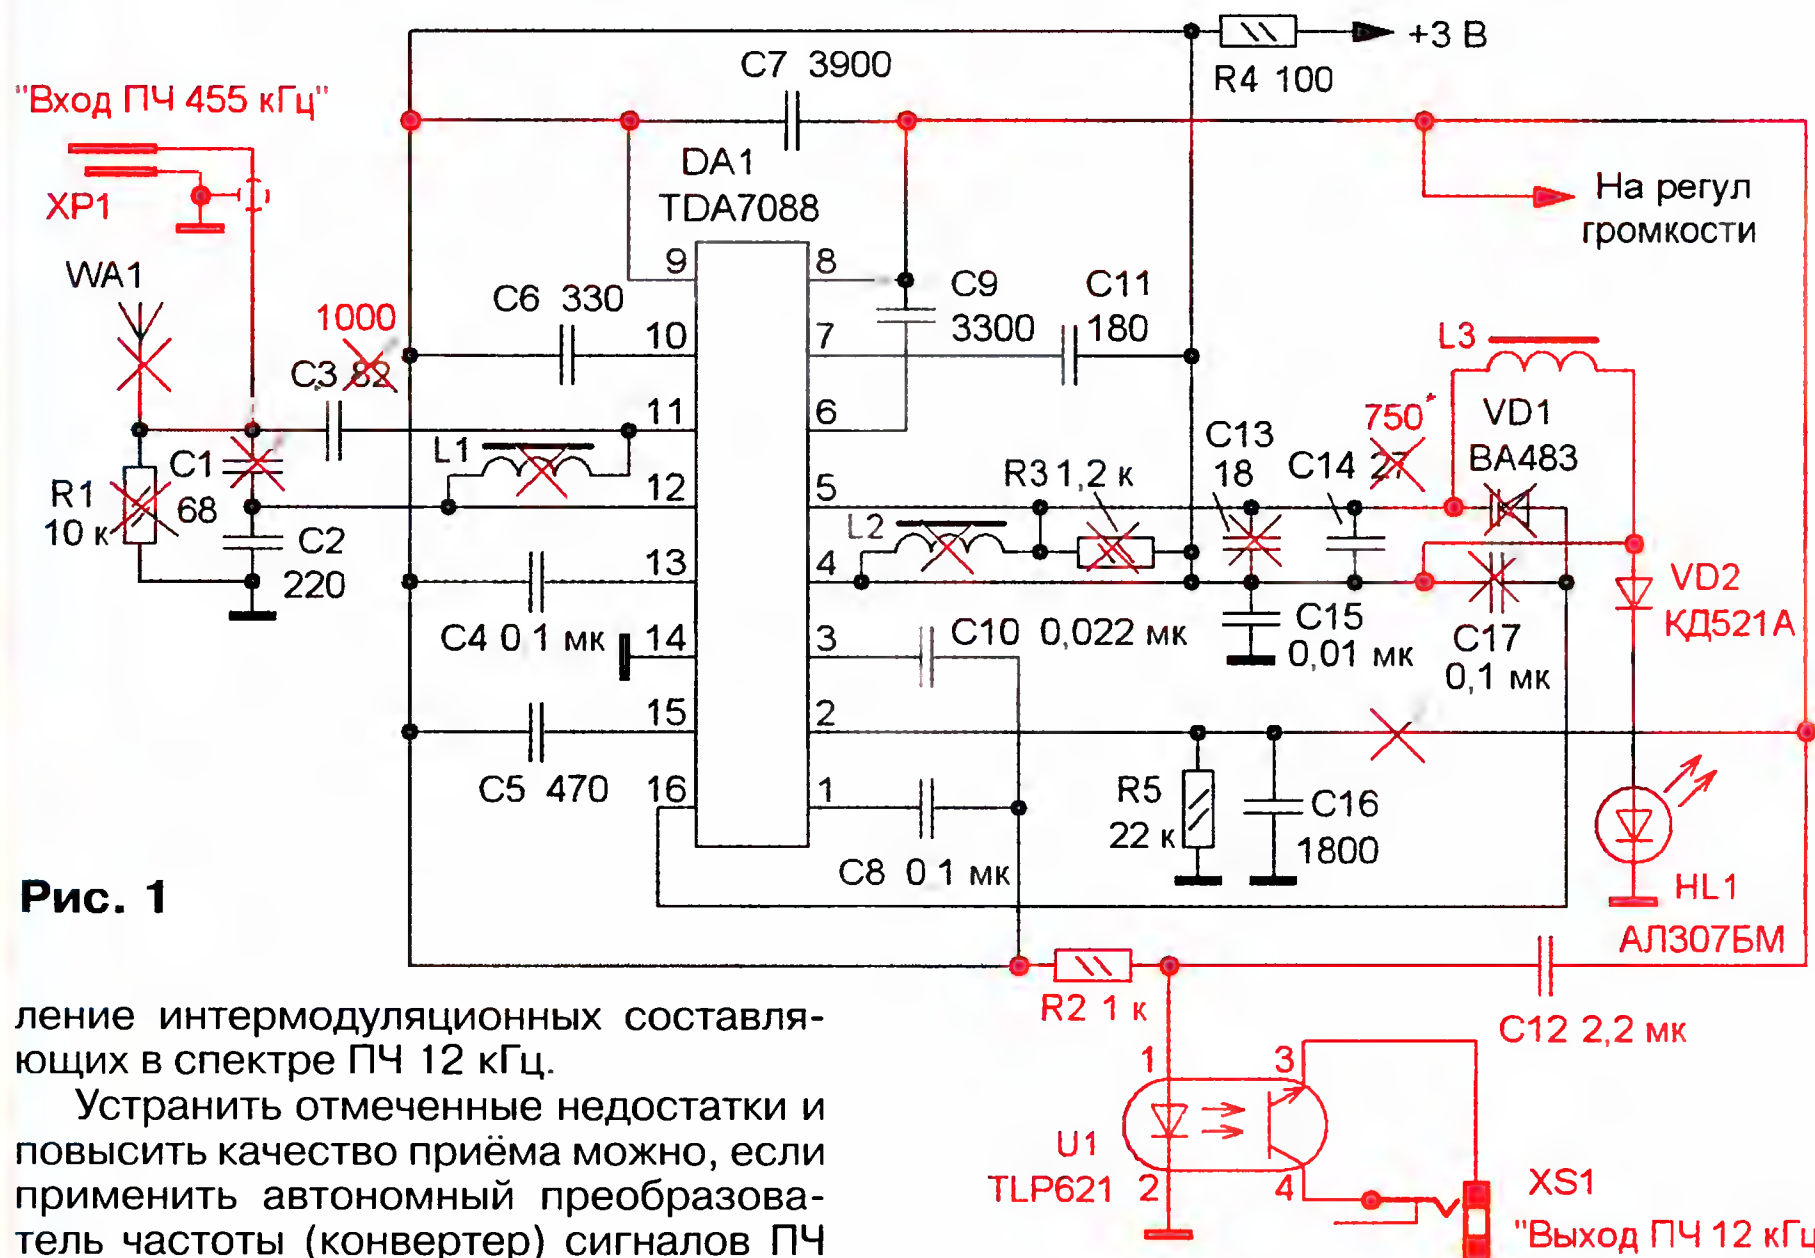 C7 3900
+3 В
R4 100
"Вход ПЧ 455 кГц"
XP1
DA1
TDA7088
На регул
громкости
WA1
1000
C3 82
C6 330
9
10
11
12
13
14
15
16
8
7
6
5
4
3
2
1
C9
3300
C11
180
L3
750*
VD1
BA483
C13
18
C14 27
R3 1,2 к
L1
L2
C1
68
R1
10 к
C2
220
C4 0,1 мк
C10 0,022 мк
C15
0,01 мк
C17
0,1 мк
VD2
КД521А
C5 470
C8 0,1 мк
R5
22 к
C16
1800
HL1
АЛ307БМ
Рис. 1
R2 1 к
C12 2,2 мк
1
3
U1
TLP621
2
4
XS1
"Выход ПЧ 12 кГц
ление интермодуляционных составля-
ющих в спектре ПЧ 12 кГц.
Устранить отмеченные недостатки и
повысить качество приёма можно, если
применить автономный преобразова-
тель частоты (конвертер) сигналов ПЧ